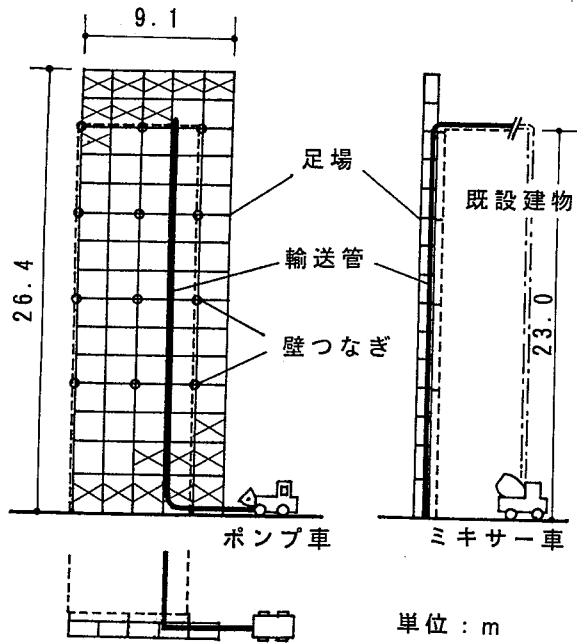 9.1
足場
既設建物
輸送管
26.4
23.0
壁つなぎ
ポンプ車
ミキサー車
単位：m